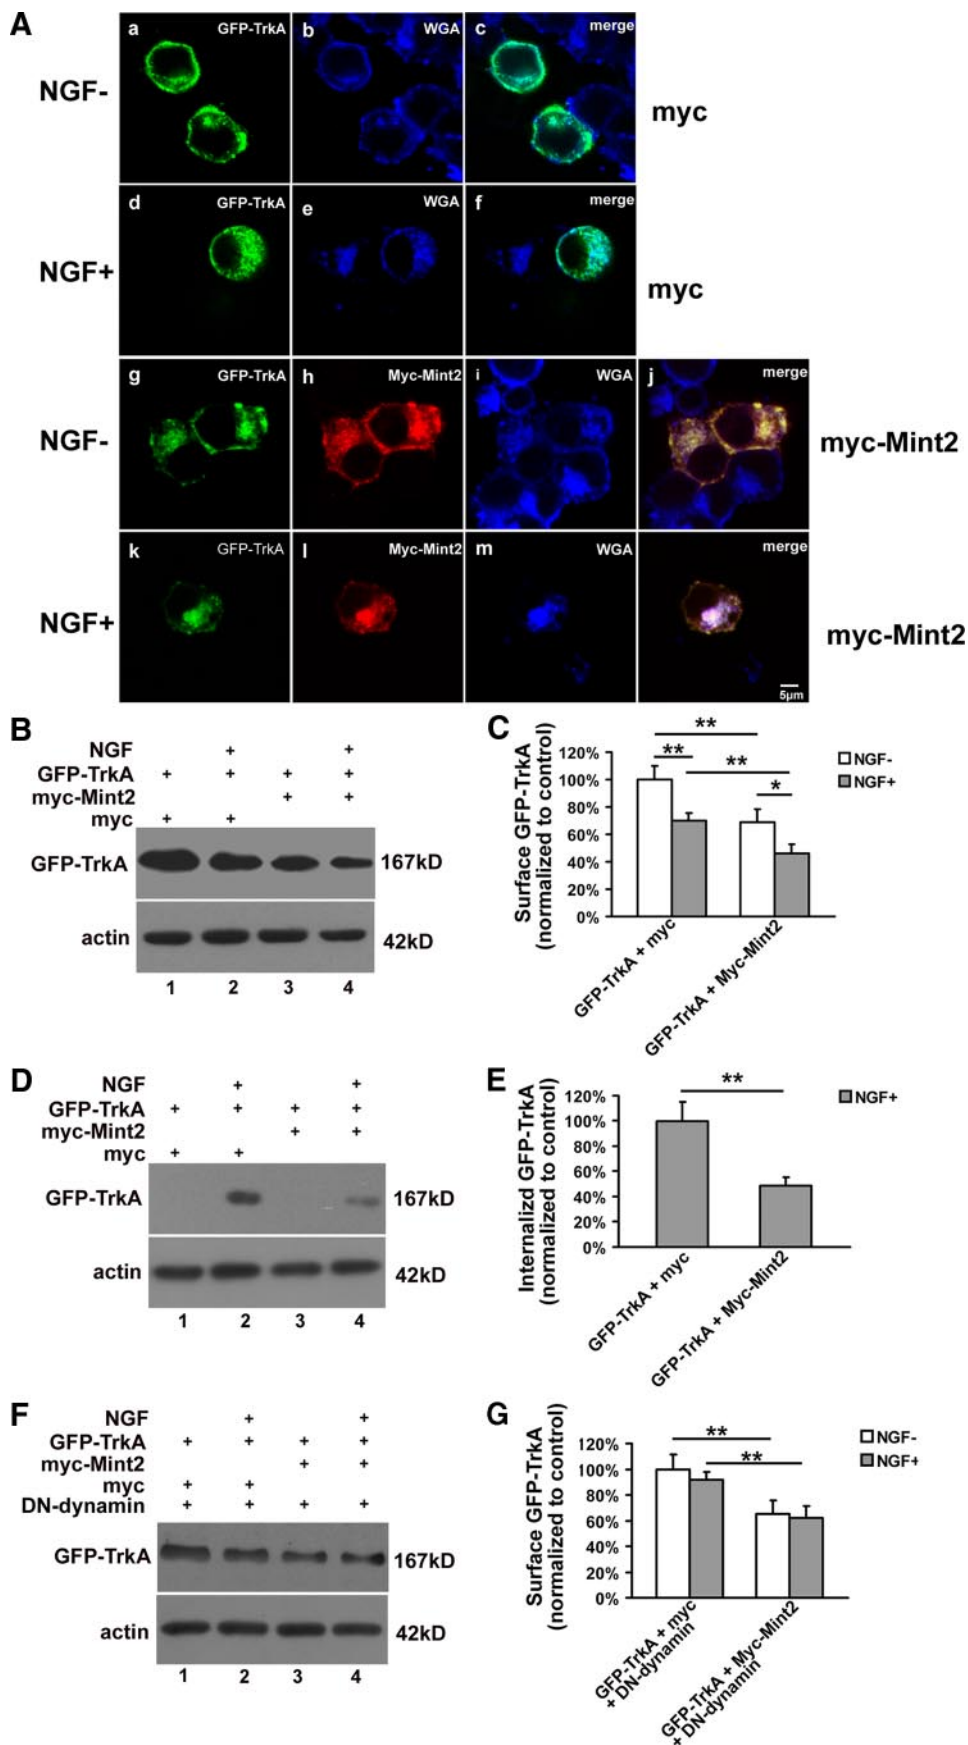 A
a GFP-TrkA b WGA c merge
NGF- myc
d GFP-TrkA e WGA f merge
NGF+ myc
g GFP-TrkA h Myc-Mint2 i WGA j merge
NGF- myc-Mint2
k GFP-TrkA l Myc-Mint2 m WGA merge
NGF+ myc-Mint2
5μm
B
NGF + +
GFP-TrkA + + + +
myc-Mint2 + +
myc + +
GFP-TrkA 167kD
actin 42kD
1 2 3 4
C
Surface GFP-TrkA
(normalized to control)
120%
100%
80%
60%
40%
20%
0%
**
**
**
*
NGF-
NGF+
GFP-TrkA + myc
GFP-TrkA + Myc-Mint2
D
NGF + +
GFP-TrkA + + + +
myc-Mint2 + +
myc + +
GFP-TrkA 167kD
actin 42kD
1 2 3 4
E
Internalizd GFP-TrkA
(normalized to control)
120%
100%
80%
60%
40%
20%
0%
**
NGF+
GFP-TrkA + myc
GFP-TrkA + Myc-Mint2
F
NGF + +
GFP-TrkA + + + +
myc-Mint2 + +
myc + +
DN-dynamin + + + +
GFP-TrkA 167kD
actin 42kD
1 2 3 4
G
Surface GFP-TrkA
(normalized to control)
120%
100%
80%
60%
40%
20%
0%
**
**
NGF-
NGF+
GFP-TrkA + myc
+ DN-dynamin
GFP-TrkA + Myc-Mint2
+ DN-dynamin